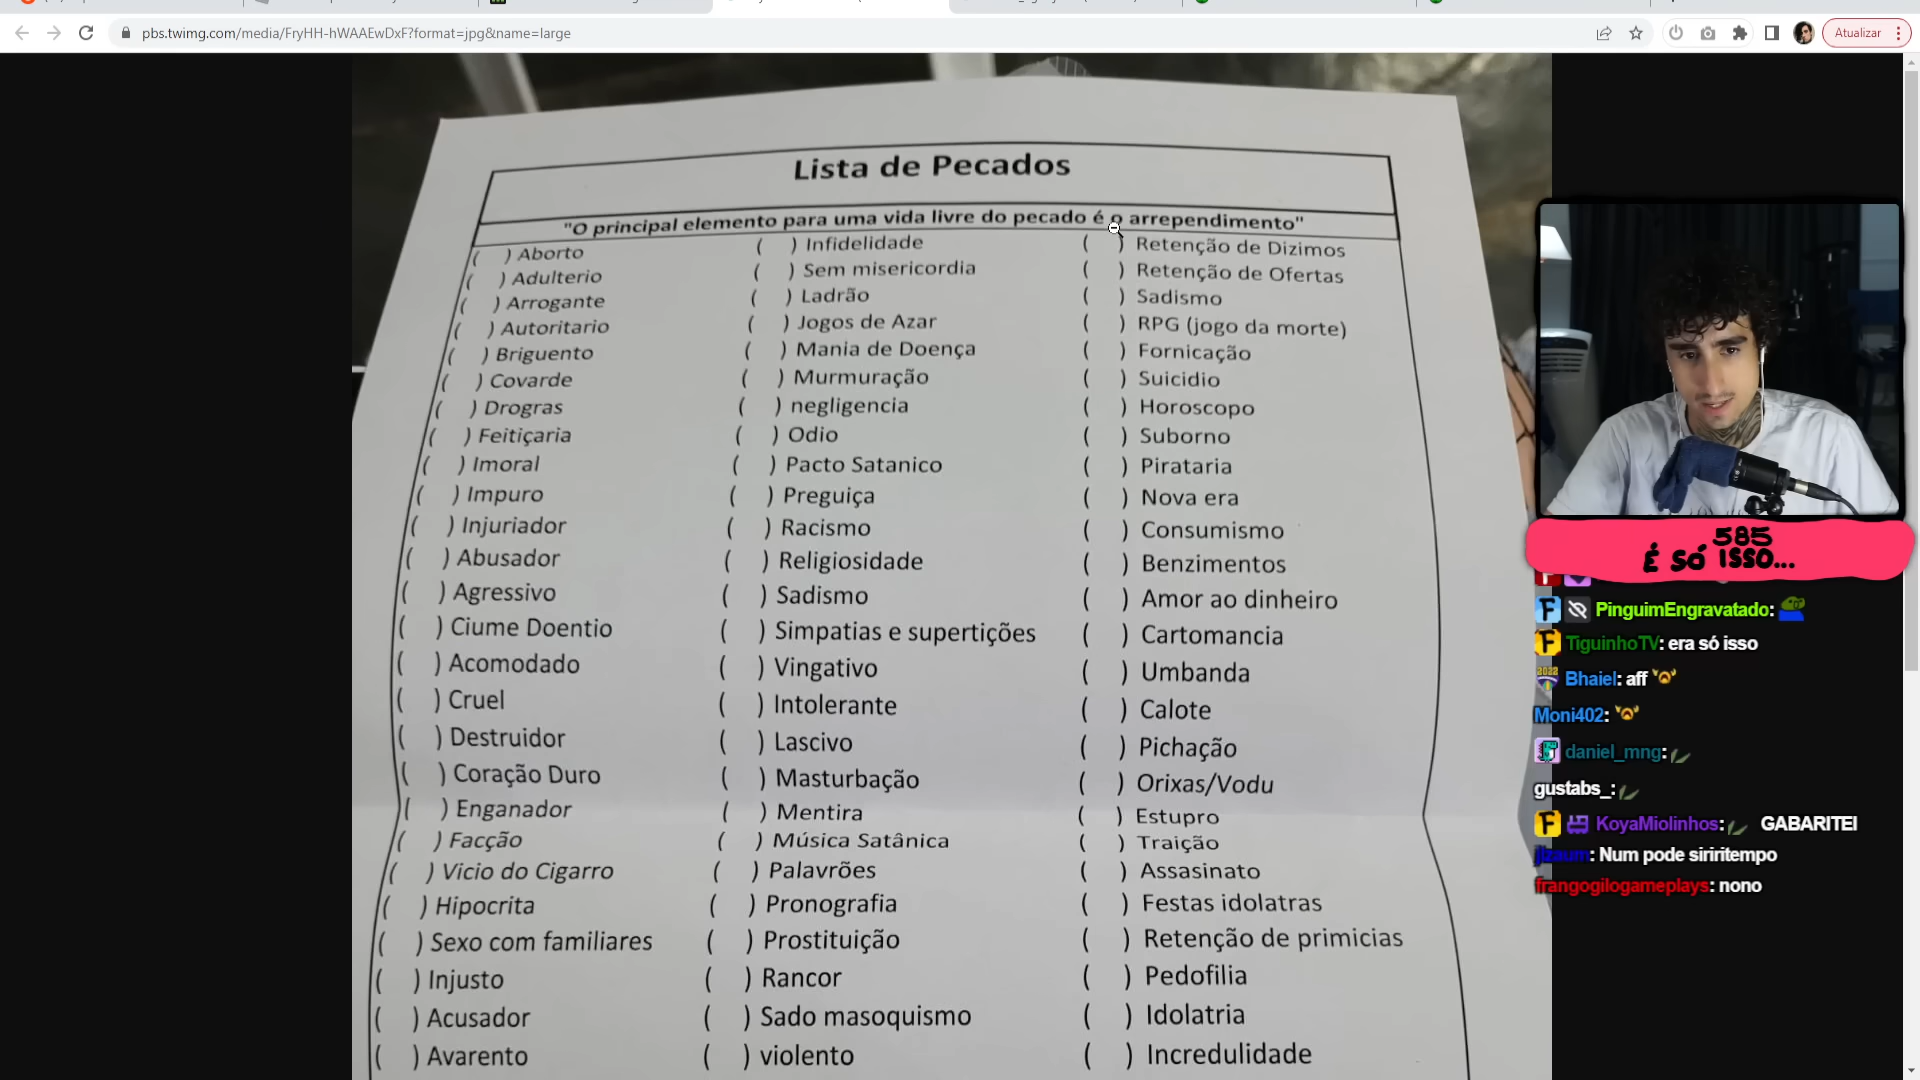 pbs.twimg.com/media/FryHH-hWAAEwDxF?format=jpg&name=large
Atualizar
Lista de Pecados
"O principal elemento para uma vida livre do pecado é o arrependimento"
( ) Aborto
( ) Adulterio
( ) Arrogante
( ) Autoritario
( ) Briguento
( ) Covarde
( ) Drogras
( ) Feitiçaria
( ) Imoral
( ) Impuro
( ) Injuriador
( ) Abusador
( ) Agressivo
( ) Ciume Doentio
( ) Acomodado
( ) Cruel
( ) Destruidor
( ) Coração Duro
( ) Enganador
( ) Facção
( ) Vicio do Cigarro
( ) Hipocrita
( ) Sexo com familiares
( ) Injusto
( ) Acusador
( ) Avarento
( ) Infidelidade
( ) Sem misericordia
( ) Ladrão
( ) Jogos de Azar
( ) Mania de Doença
( ) Murmuração
( ) negligencia
( ) Odio
( ) Pacto Satanico
( ) Preguiça
( ) Racismo
( ) Religiosidade
( ) Sadismo
( ) Simpatias e supertições
( ) Vingativo
( ) Intolerante
( ) Lascivo
( ) Masturbação
( ) Mentira
( ) Música Satânica
( ) Palavrões
( ) Pronografia
( ) Prostituição
( ) Rancor
( ) Sado masoquismo
( ) violento
( ) Retenção de Dizimos
( ) Retenção de Ofertas
( ) Sadismo
( ) RPG (jogo da morte)
( ) Fornicação
( ) Suicidio
( ) Horoscopo
( ) Suborno
( ) Pirataria
( ) Nova era
( ) Consumismo
( ) Benzimentos
( ) Amor ao dinheiro
( ) Cartomancia
( ) Umbanda
( ) Calote
( ) Pichação
( ) Orixas/Vodu
( ) Estupro
( ) Traição
( ) Assasinato
( ) Festas idolatras
( ) Retenção de primicias
( ) Pedofilia
( ) Idolatria
( ) Incredulidade
585
É SÓ ISSO...
PinguimEngravatado:
TiguinhoTV: era só isso
Bhaiel: aff
Moni402:
daniel_mng:
gustabs_:
KoyaMiolinhos: GABARITEI
jlzaum: Num pode siriritempo
frangogilogameplays: nono